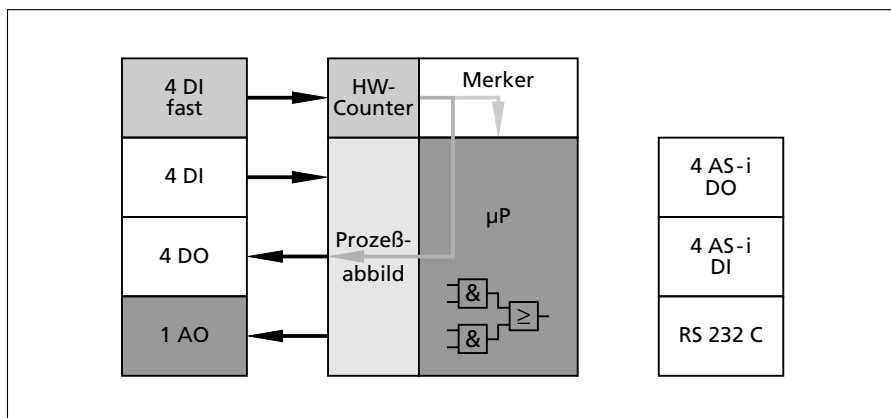 4 DI
fast
HW-
Counter
Merker
4 DI
4 DO
1 AO
Prozeß-
abbild
µP
&
&
≥
4 AS-i
DO
4 AS-i
DI
RS 232 C